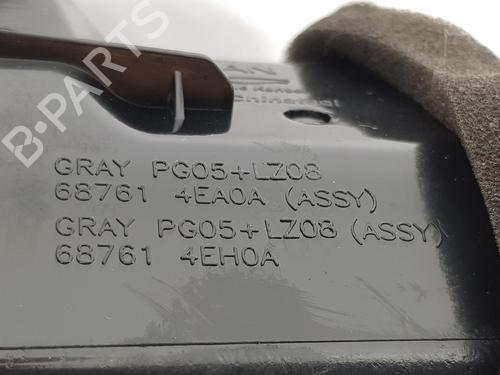 B-PARTS
GRAY PG05+LZ08
68761 4EA0A (ASSY)
GRAY PG05+LZ08 (ASSY)
68761 4EH0A